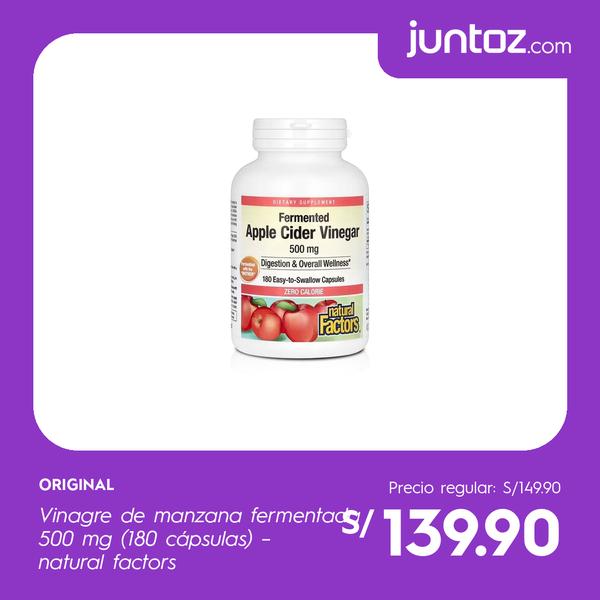 juntoz.com
DIETARY SUPPLEMENT
Fermented
Apple Cider Vinegar
500 mg
Digestion & Overall Wellness*
180 Easy-to-Swallow Capsules
ZERO CALORIE
natural
Factors
ORIGINAL
Vinagre de manzana fermentada
500 mg (180 cápsulas) –
natural factors
Precio regular: S/149.90
S/ 139.90